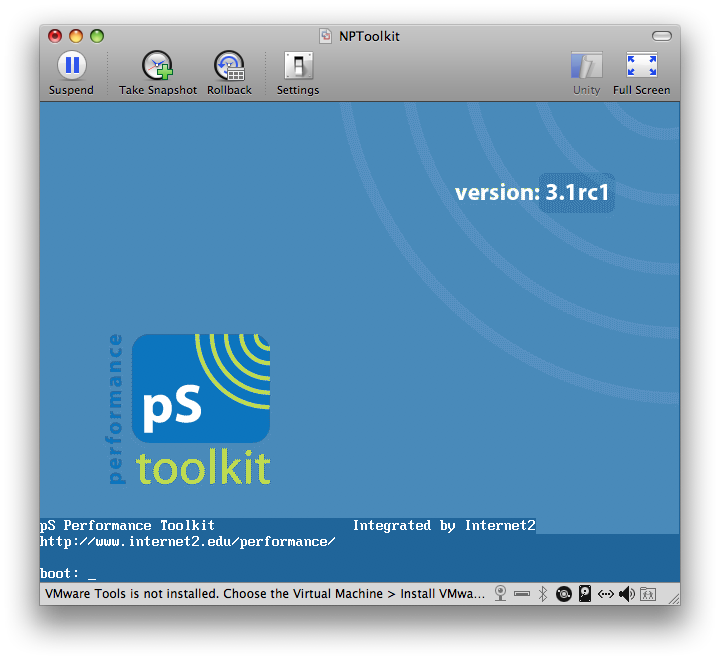 NPToolkit
Suspend
Take Snapshot
Rollback
Settings
Unity
Full Screen
version: 3.1rc1
performance
pS
toolkit
pS Performance Toolkit Integrated by Internet2
http://www.internet2.edu/performance/
boot: _
VMware Tools is not installed. Choose the Virtual Machine > Install VMwa...